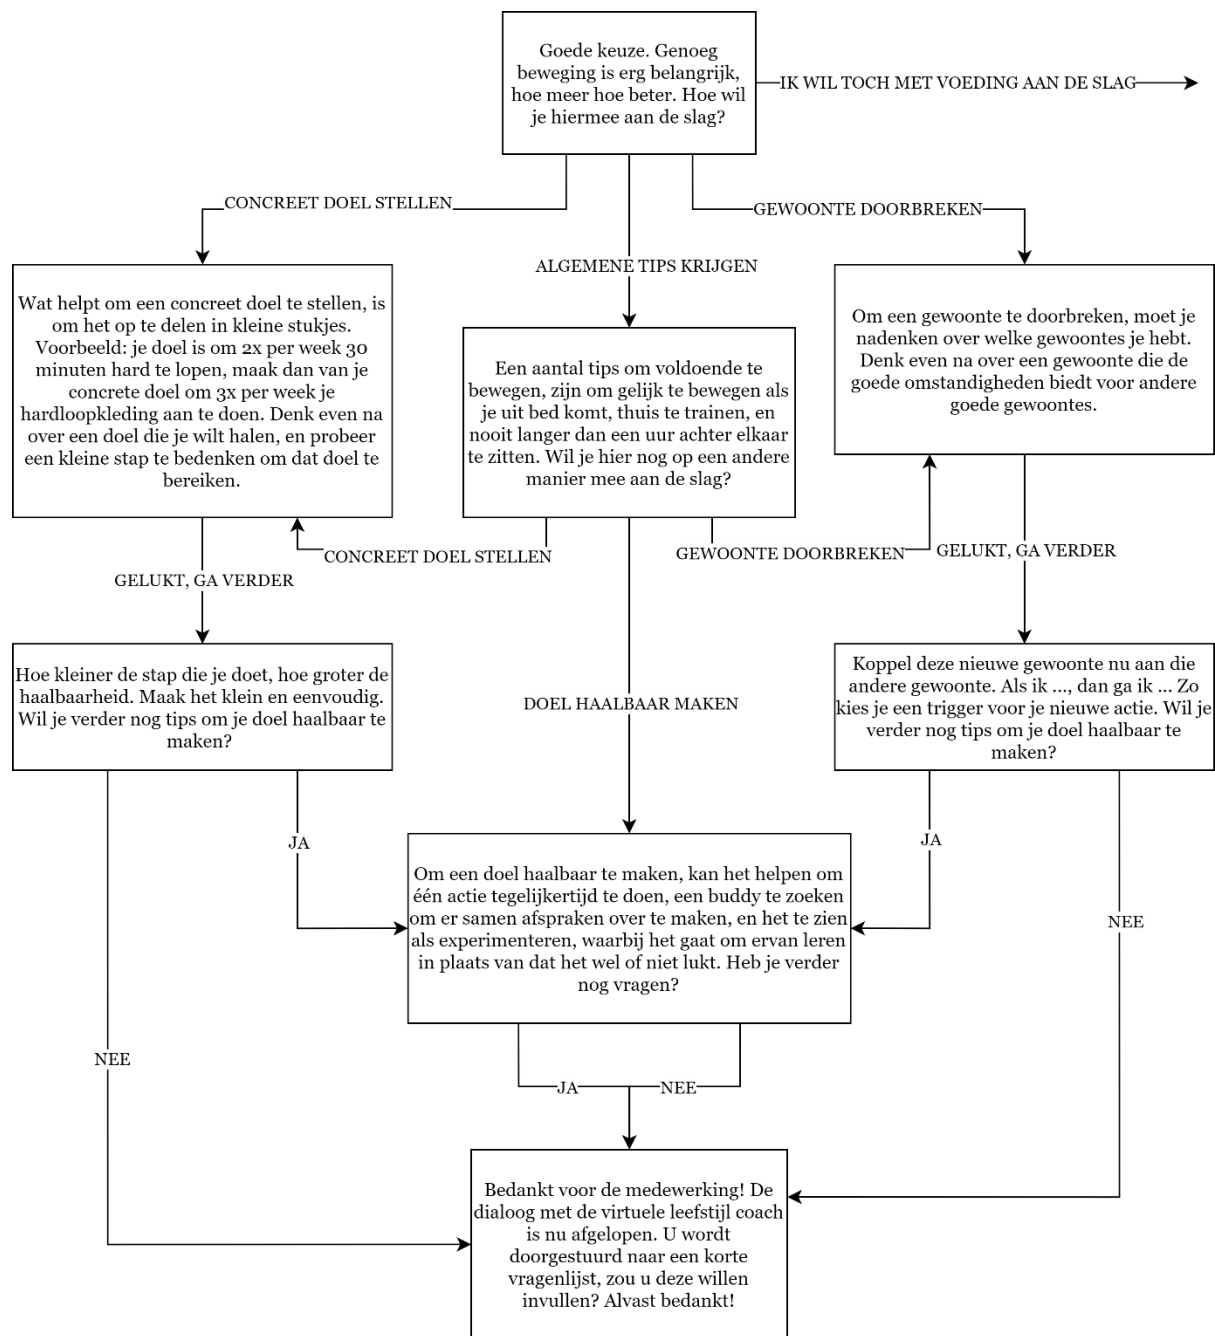 Goede keuze. Genoeg
beweging is erg belangrijk,
hoe meer hoe beter. Hoe wil
je hiermee aan de slag?
IK WIL TOCH MET VOEDING AAN DE SLAG
CONCREET DOEL STELLEN
GEWOONTE DOORBREKEN
ALGEMENE TIPS KRIJGEN
Wat helpt om een concreet doel te stellen, is
om het op te delen in kleine stukjes.
Voorbeeld: je doel is om 2x per week 30
minuten hard te lopen, maak dan van je
concrete doel om 3x per week je
hardloopkleding aan te doen. Denk even na
over een doel die je wilt halen, en probeer
een kleine stap te bedenken om dat doel te
bereiken.
Een aantal tips om voldoende te
bewegen, zijn om gelijk te bewegen als
je uit bed komt, thuis te trainen, en
nooit langer dan een uur achter elkaar
te zitten. Wil je hier nog op een andere
manier mee aan de slag?
Om een gewoonte te doorbreken, moet je
nadenken over welke gewoontes je hebt.
Denk even na over een gewoonte die de
goede omstandigheden biedt voor andere
goede gewoontes.
CONCREET DOEL STELLEN
GEWOONTE DOORBREKEN
GELUKT, GA VERDER
GELUKT, GA VERDER
Hoe kleiner de stap die je doet, hoe groter de
haalbaarheid. Maak het klein en eenvoudig.
Wil je verder nog tips om je doel haalbaar te
maken?
DOEL HAALBAAR MAKEN
Koppel deze nieuwe gewoonte nu aan die
andere gewoonte. Als ik ..., dan ga ik ... Zo
kies je een trigger voor je nieuwe actie. Wil je
verder nog tips om je doel haalbaar te
maken?
JA
JA
Om een doel haalbaar te maken, kan het helpen om
één actie tegelijkertijd te doen, een buddy te zoeken
om er samen afspraken over te maken, en het te zien
als experimenteren, waarbij het gaat om ervan leren
in plaats van dat het wel of niet lukt. Heb je verder
nog vragen?
NEE
NEE
JA
NEE
Bedankt voor de medewerking! De
dialoog met de virtuele leefstijl coach
is nu afgelopen. U wordt
doorgestuurd naar een korte
vragenlijst, zou u deze willen
invullen? Alvast bedankt!